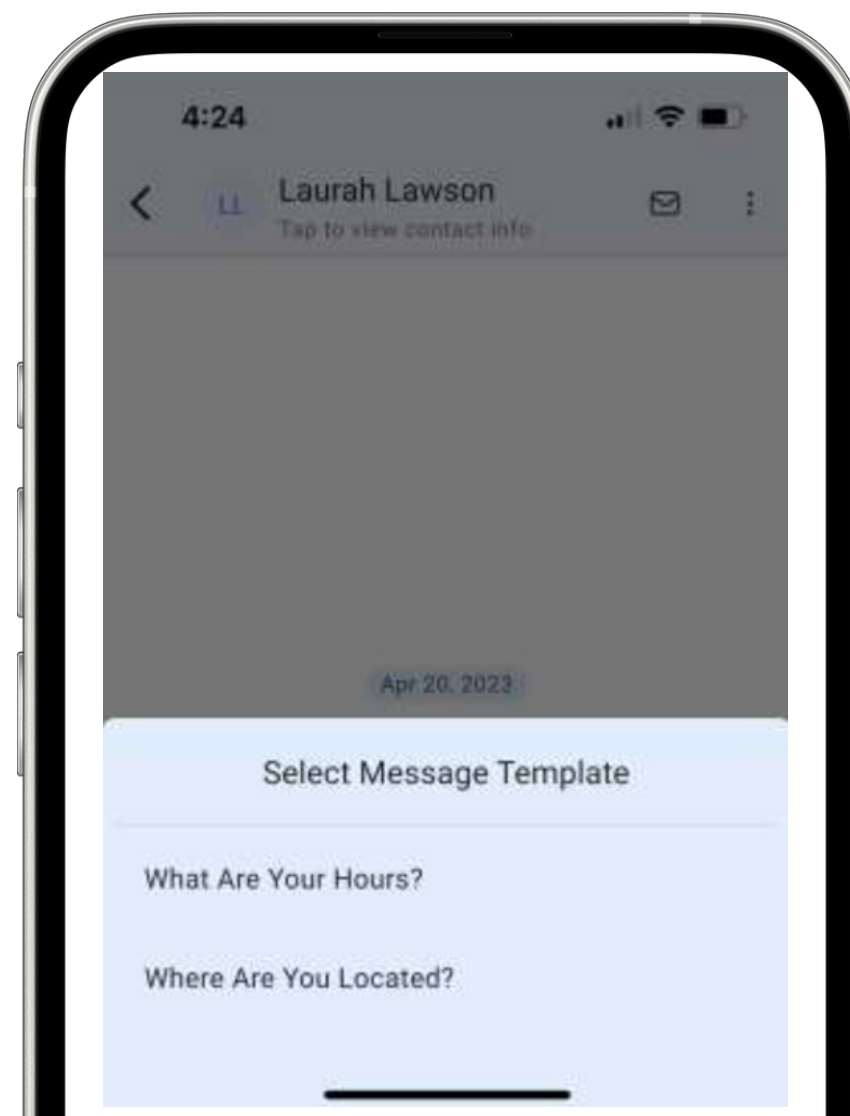 4:24
LL
Laurah Lawson
Tap to view contact info
Apr 20, 2023
Select Message Template
What Are Your Hours?
Where Are You Located?